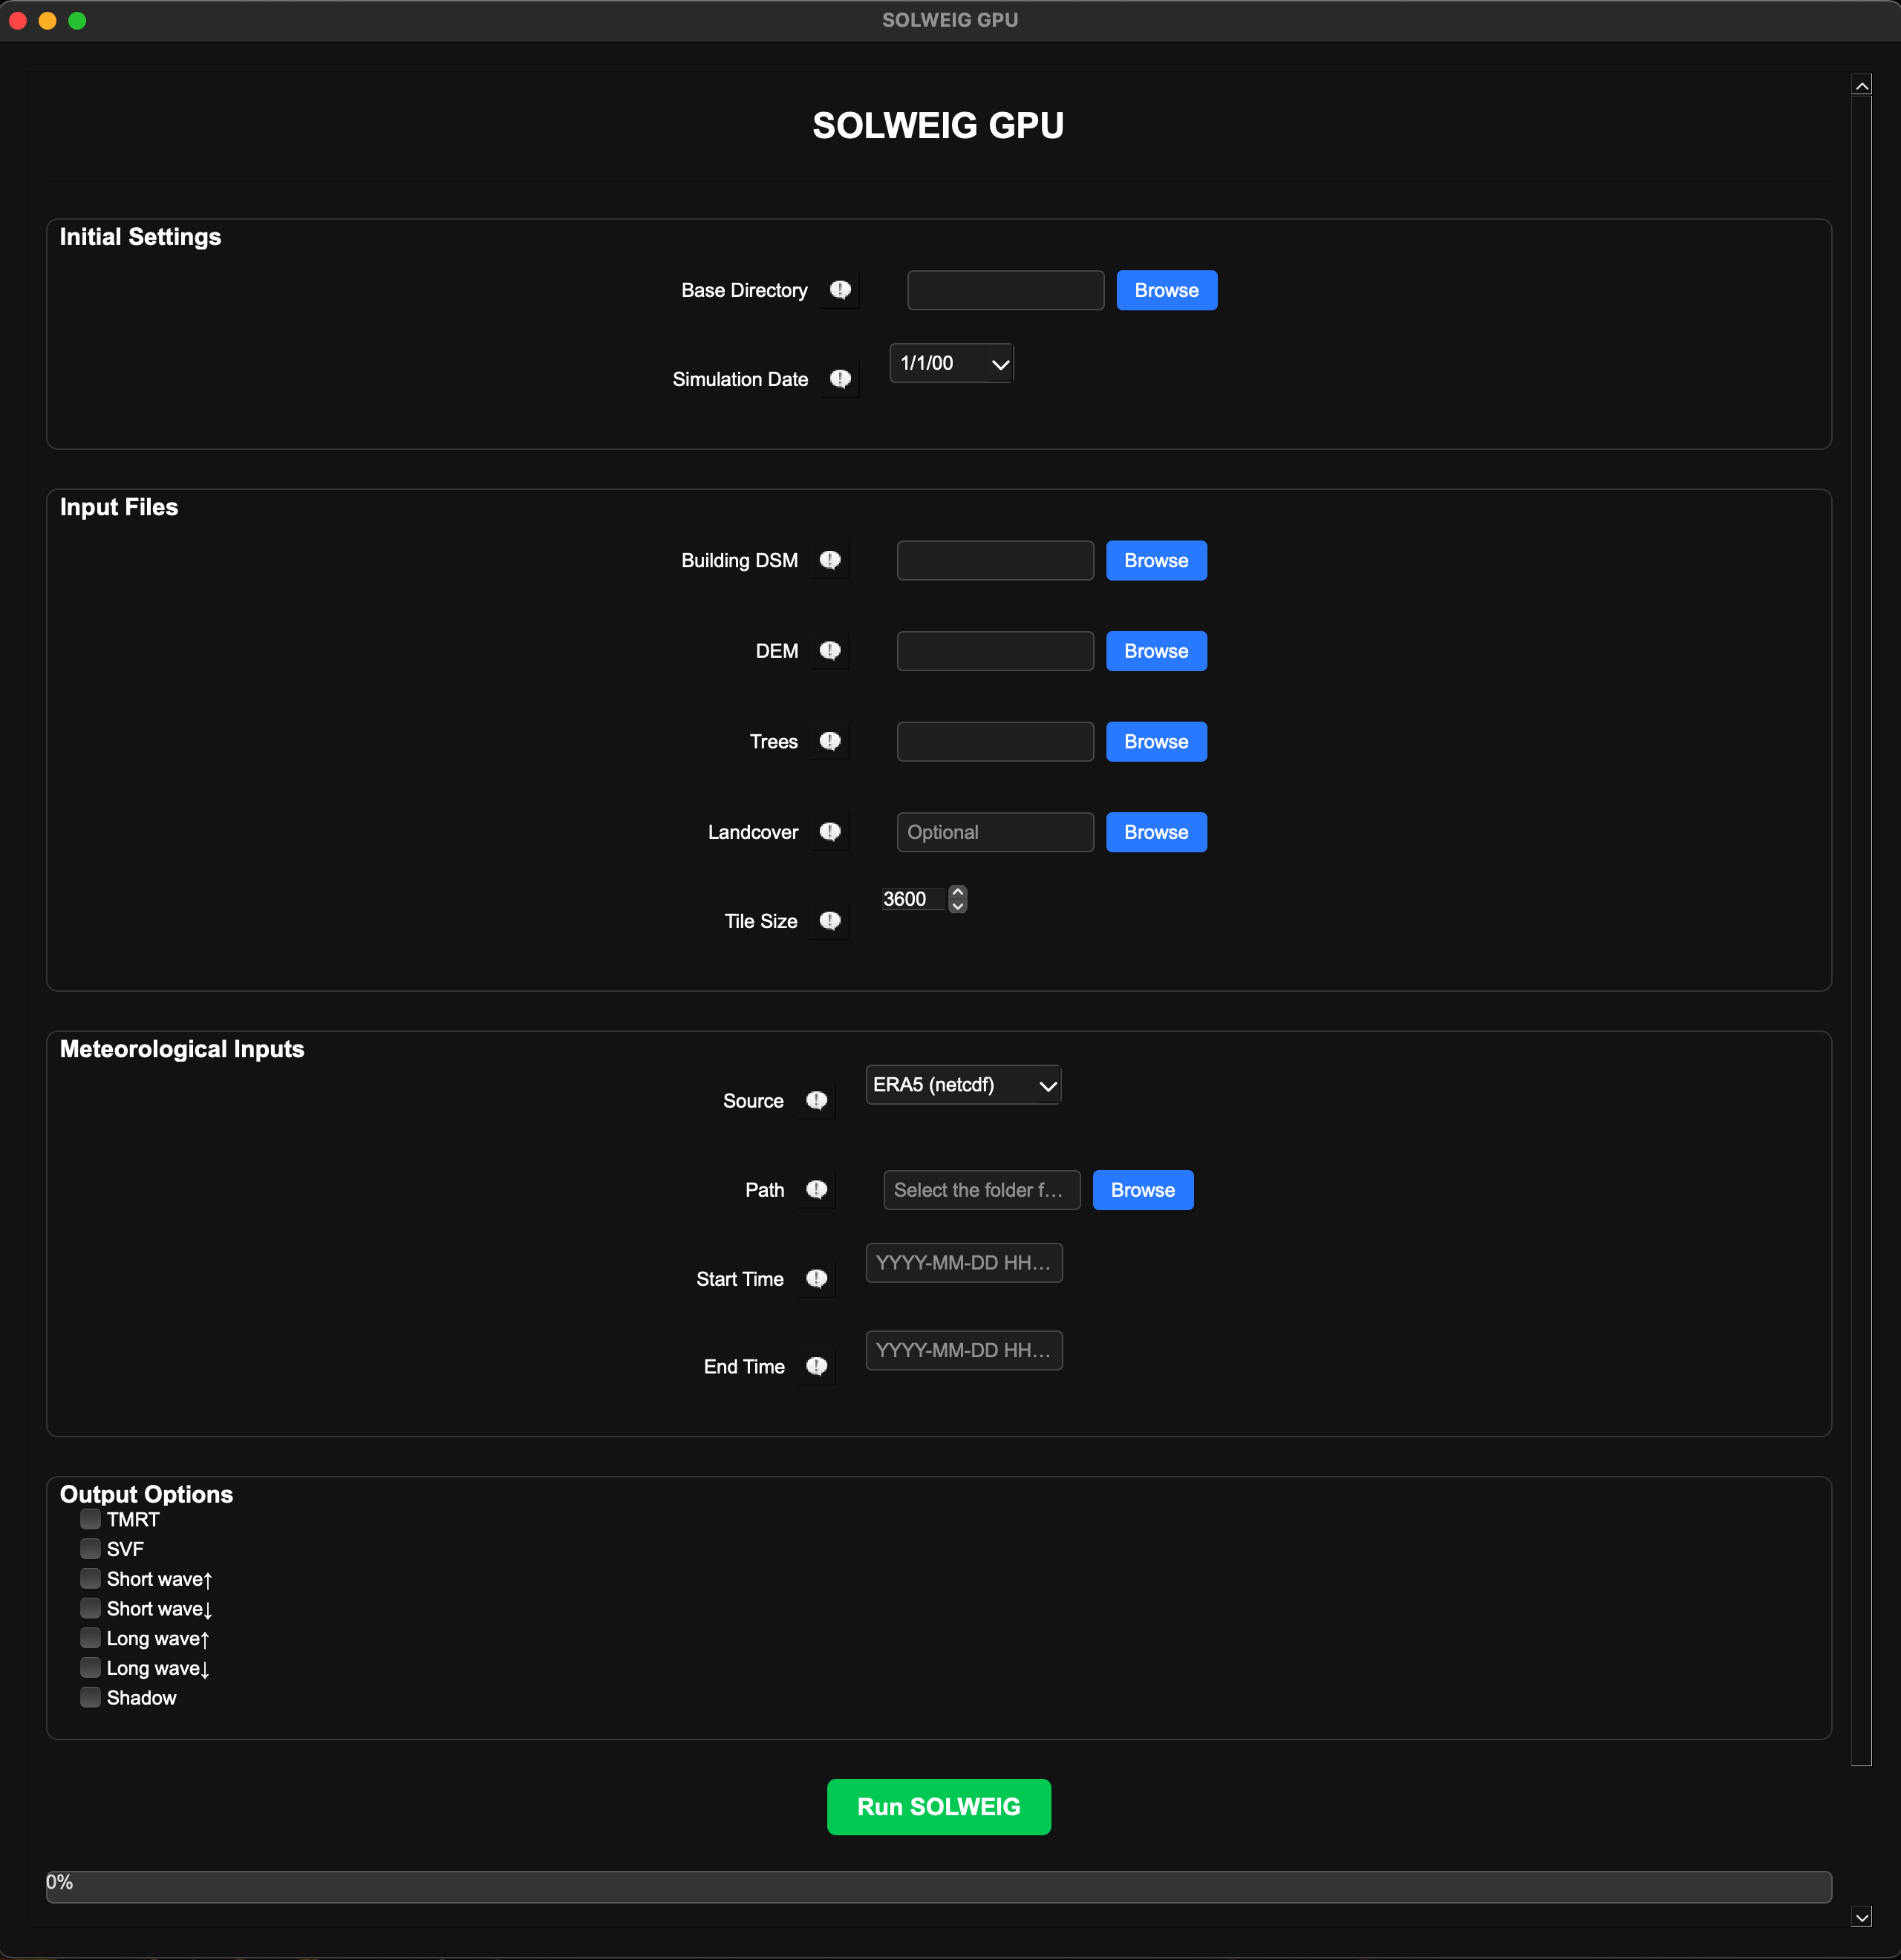 SOLWEIG GPU
SOLWEIG GPU
Initial Settings
Base Directory Browse
Simulation Date 1/1/00
Input Files
Building DSM Browse
DEM Browse
Trees Browse
Landcover Optional Browse
Tile Size 3600
Meteorological Inputs
Source ERA5 (netcdf)
Path Select the folder f... Browse
Start Time YYYY-MM-DD HH...
End Time YYYY-MM-DD HH...
Output Options
TMRT
SVF
Short wave↑
Short wave↓
Long wave↑
Long wave↓
Shadow
Run SOLWEIG
0%